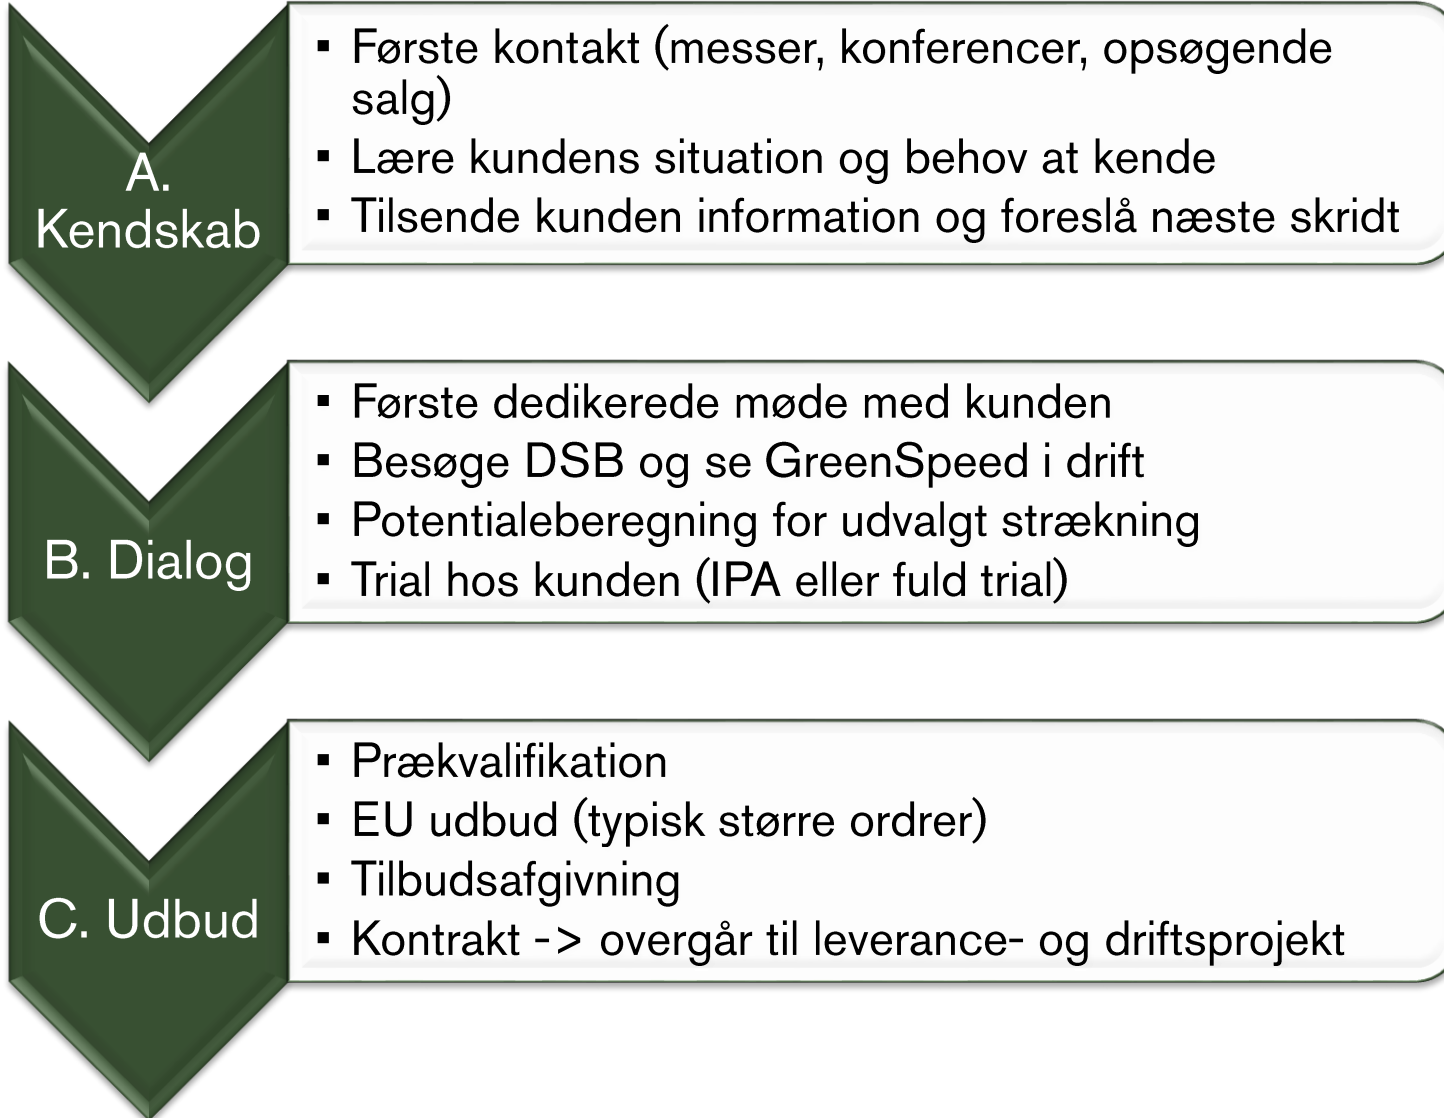 A.
Kendskab
▪ Første kontakt (messer, konferencer, opsøgende
salg)
▪ Lære kundens situation og behov at kende
▪ Tilsende kunden information og foreslå næste skridt
B. Dialog
▪ Første dedikerede møde med kunden
▪ Besøge DSB og se GreenSpeed i drift
▪ Potentialeberegning for udvalgt strækning
▪ Trial hos kunden (IPA eller fuld trial)
C. Udbud
▪ Prækvalifikation
▪ EU udbud (typisk større ordrer)
▪ Tilbudsafgivning
▪ Kontrakt -> overgår til leverance- og driftsprojekt